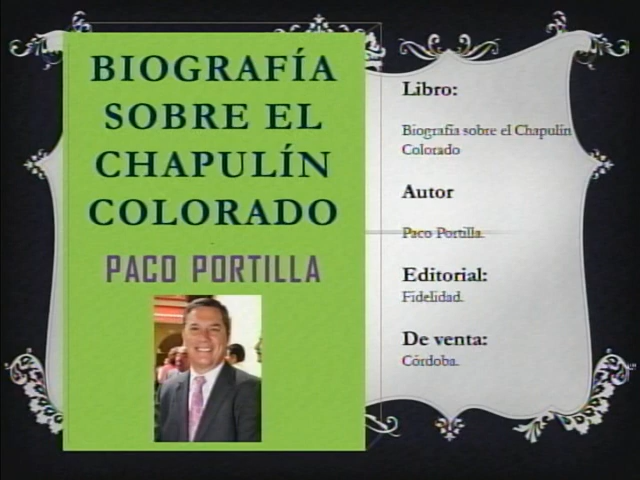 BIOGRAFÍA
SOBRE EL
CHAPULÍN
COLORADO
PACO PORTILLA
Libro:
Biografia sobre el Chapulín
Colorado
Autor
Paco Portilla.
Editorial:
Fidelidad.
De venta:
Córdoba.